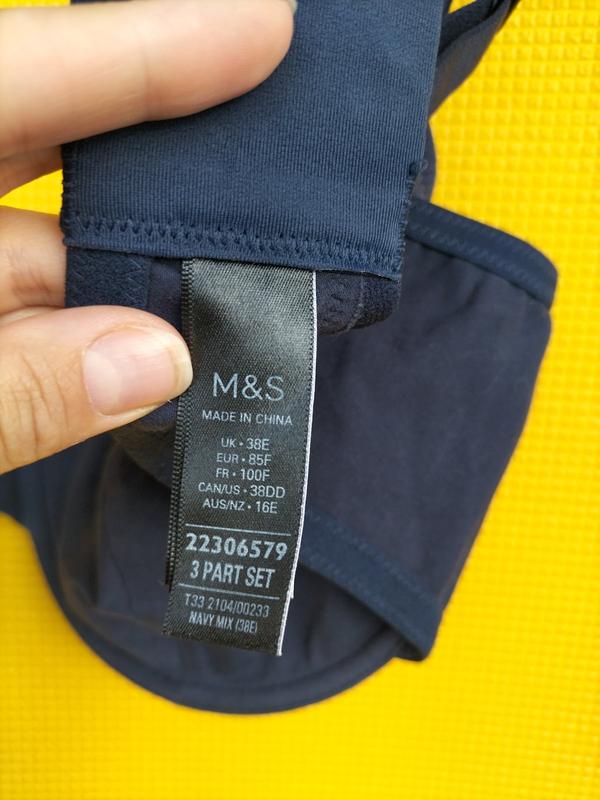 M&S
MADE IN CHINA
UK • 38E
EUR • 85F
FR • 100F
CAN/US • 38DD
AUS/NZ • 16E
22306579
3 PART SET
T33 2104/00233
NAVY MIX (38E)